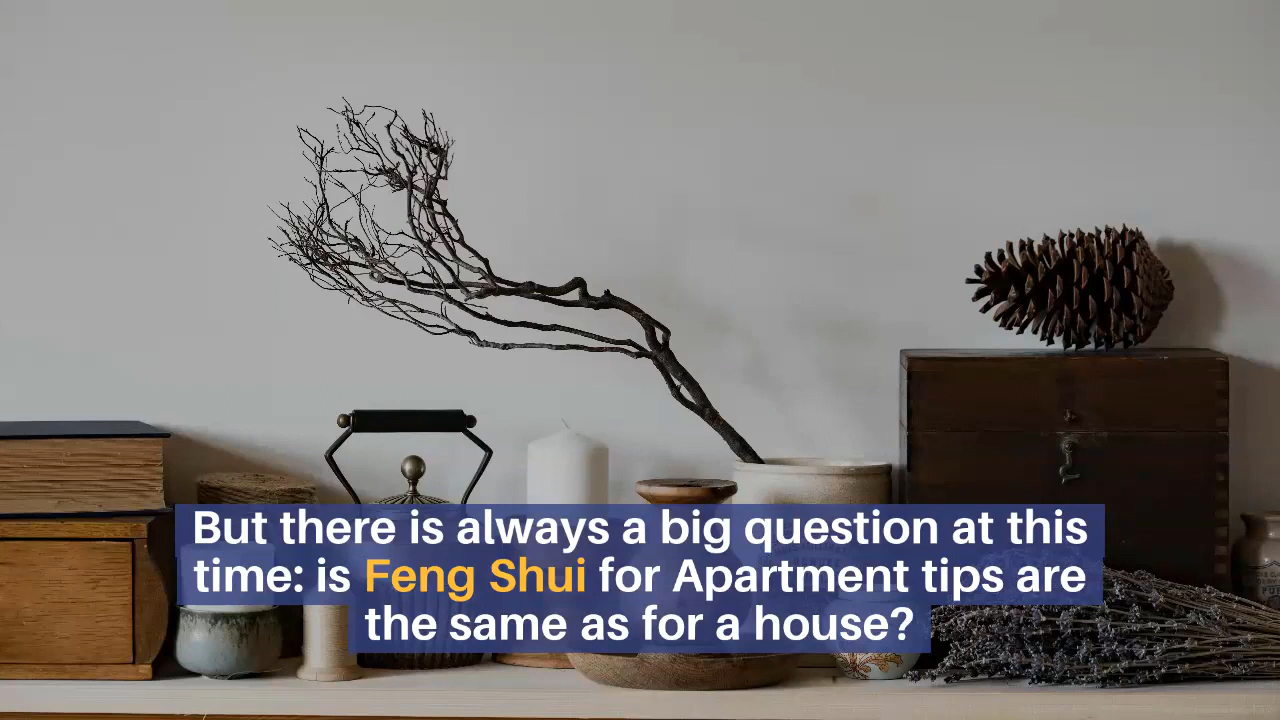 But there is always a big question at this
time: is Feng Shui for Apartment tips are
the same as for a house?